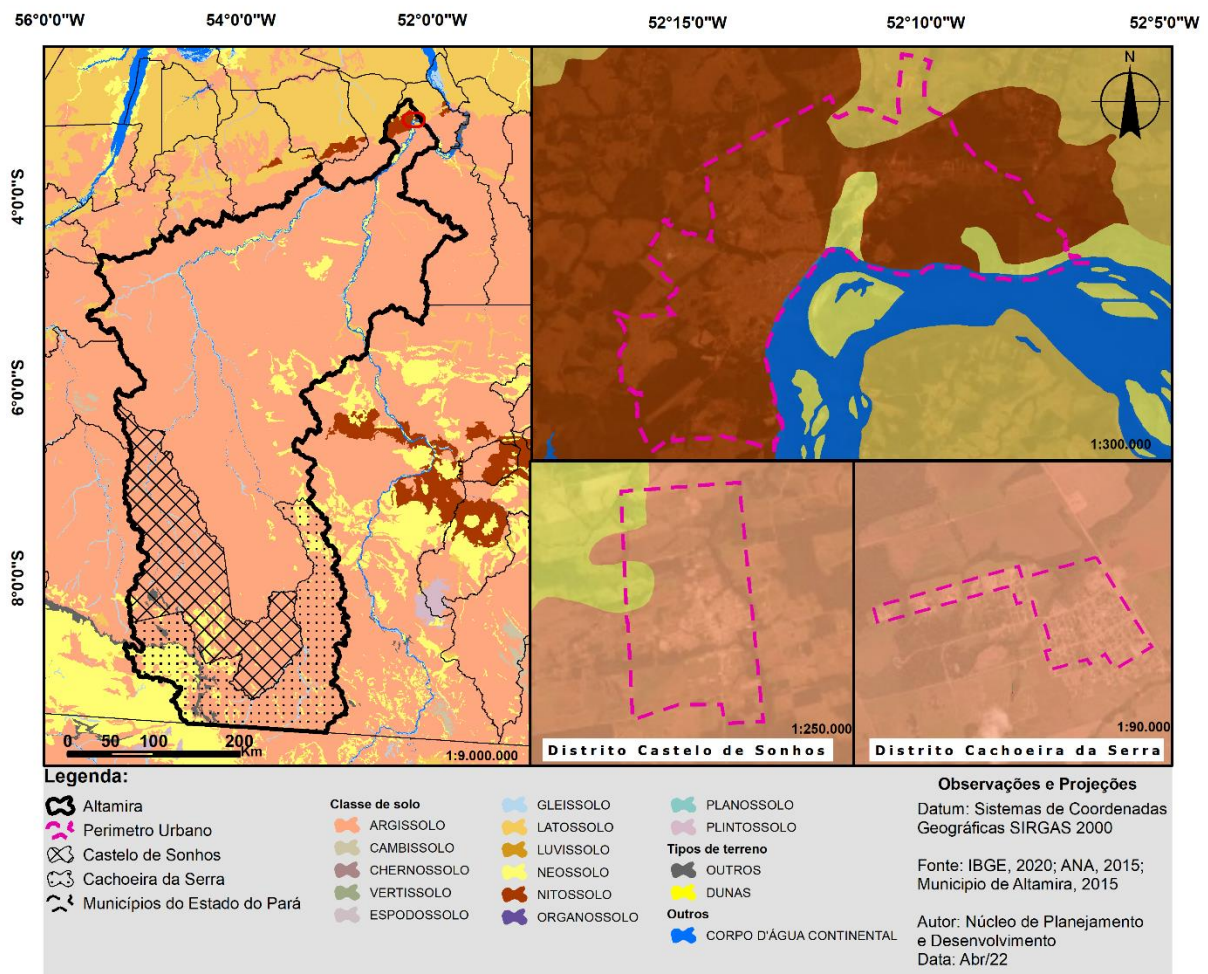 56°0'0"W 54°0'0"W 52°0'0"W 52°15'0"W 52°10'0"W 52°5'0"W
N
4°0'0"S
6°0'0"S
8°0'0"S
0 50 100 200
Km
1:9.000.000
1:300.000
1:250.000
Distrito Castelo de Sonhos
1:90.000
Distrito Cachoeira da Serra
Legenda:
Altamira
Perimetro Urbano
Castelo de Sonhos
Cachoeira da Serra
Municípios do Estado do Pará
Classe de solo
ARGISSOLO
CAMBISSOLO
CHERNOSSOLO
VERTISSOLO
ESPODOSSOLO
GLEISSOLO
LATOSSOLO
LUVISSOLO
NEOSSOLO
NITOSSOLO
ORGANOSSOLO
PLANOSSOLO
PLINTOSSOLO
Tipos de terreno
OUTROS
DUNAS
Outros
CORPO D'ÁGUA CONTINENTAL
Observações e Projeções
Datum: Sistemas de Coordenadas
Geográficas SIRGAS 2000
Fonte: IBGE, 2020; ANA, 2015;
Municipio de Altamira, 2015
Autor: Núcleo de Planejamento
e Desenvolvimento
Data: Abr/22